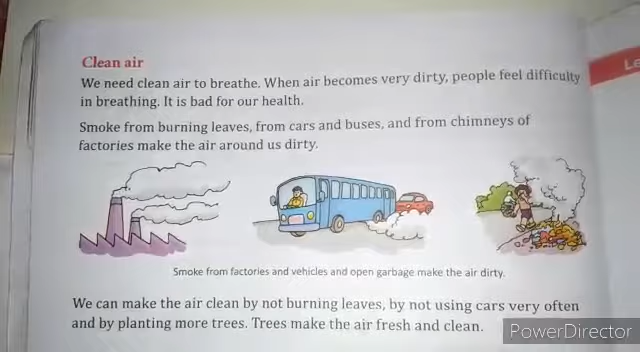 Clean air
We need clean air to breathe. When air becomes very dirty, people feel difficulty
in breathing. It is bad for our health.
Smoke from burning leaves, from cars and buses, and from chimneys of
factories make the air around us dirty.
Smoke from factories and vehicles and open garbage make the air dirty.
We can make the air clean by not burning leaves, by not using cars very often
and by planting more trees. Trees make the air fresh and clean.
Le
PowerDirector